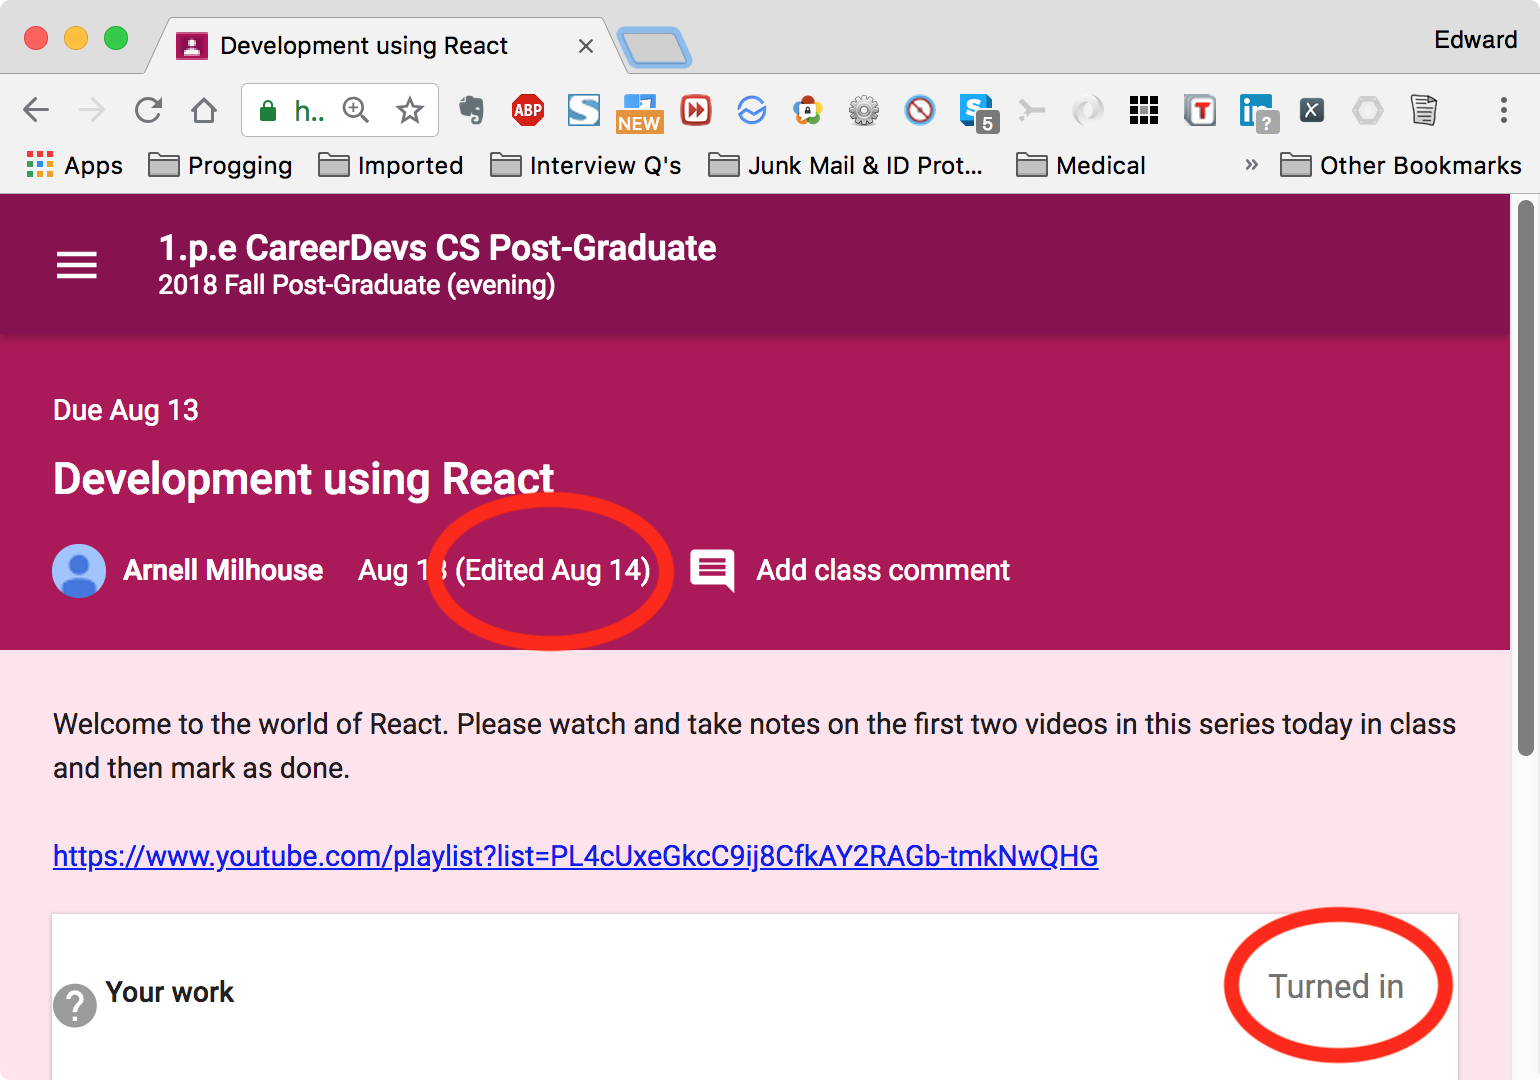 Development using React
Edward
h..
ABP
S
NEW
S 5
T
in ?
X
Apps
Progging
Imported
Interview Q's
Junk Mail & ID Prot...
Medical
»
Other Bookmarks
1.p.e CareerDevs CS Post-Graduate
2018 Fall Post-Graduate (evening)
Due Aug 13
Development using React
Arnell Milhouse Aug 13 (Edited Aug 14) Add class comment
Welcome to the world of React. Please watch and take notes on the first two videos in this series today in class
and then mark as done.
https://www.youtube.com/playlist?list=PL4cUxeGkcC9ij8CfkAY2RAGb-tmkNwQHG
? Your work
Turned in